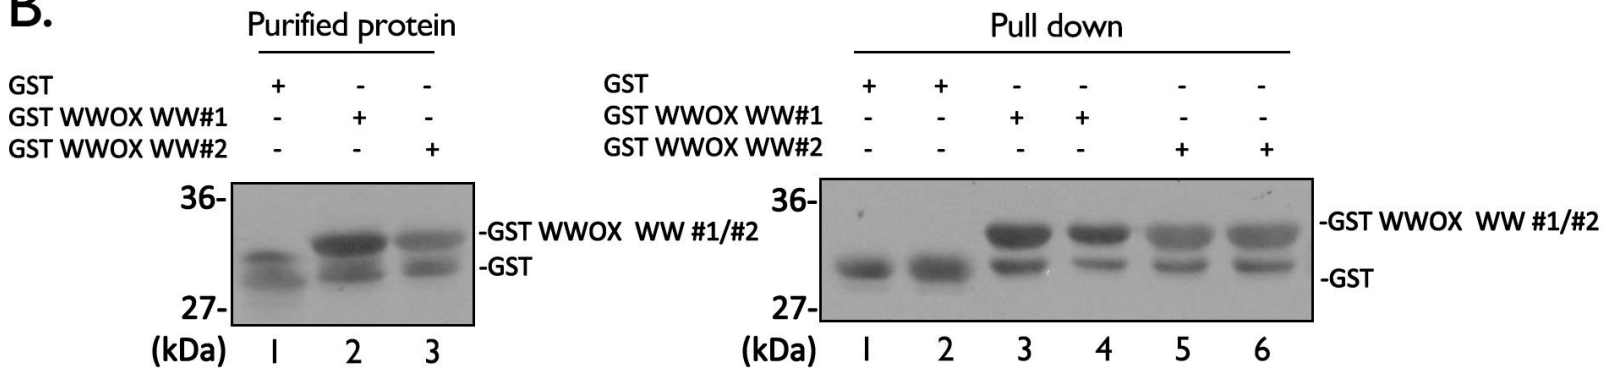 B.
Purified protein
GST + - -
GST WWOX WW#1 - + -
GST WWOX WW#2 - - +
36-
-GST WWOX WW #1/#2
-GST
27-
(kDa) 1 2 3
Pull down
GST + + - - - -
GST WWOX WW#1 - - + + - -
GST WWOX WW#2 - - - - + +
36-
-GST WWOX WW #1/#2
-GST
27-
(kDa) 1 2 3 4 5 6